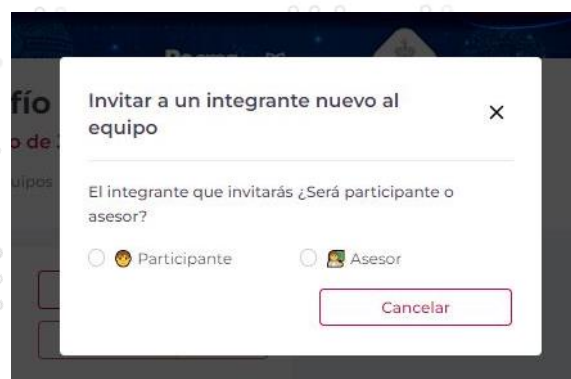 Invitar a un integrante nuevo al
equipo
El integrante que invitarás ¿Será participante o
asesor?
Participante
Asesor
Cancelar
fío
o de
uipos